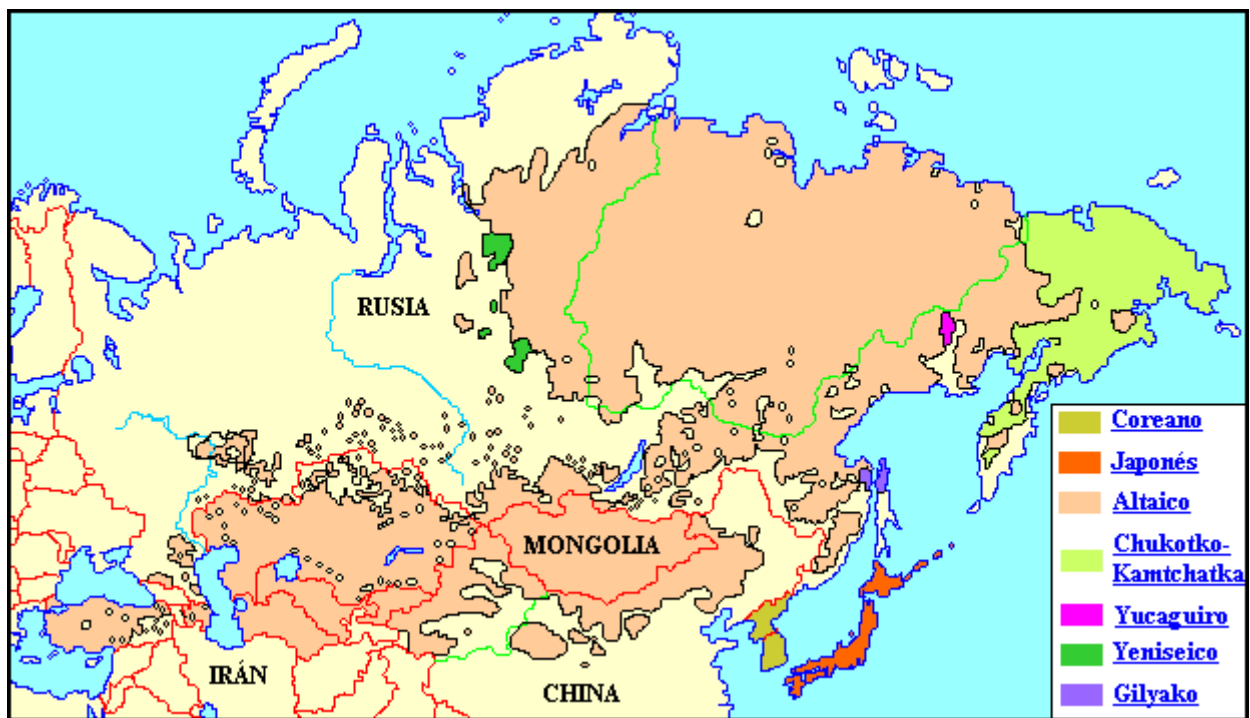 RUSIA
MONGOLIA
IRÁN
CHINA
Coreano
Japonés
Altaico
Chukotko-
Kamtchatka
Yucaguiro
Yeniseico
Gilyako